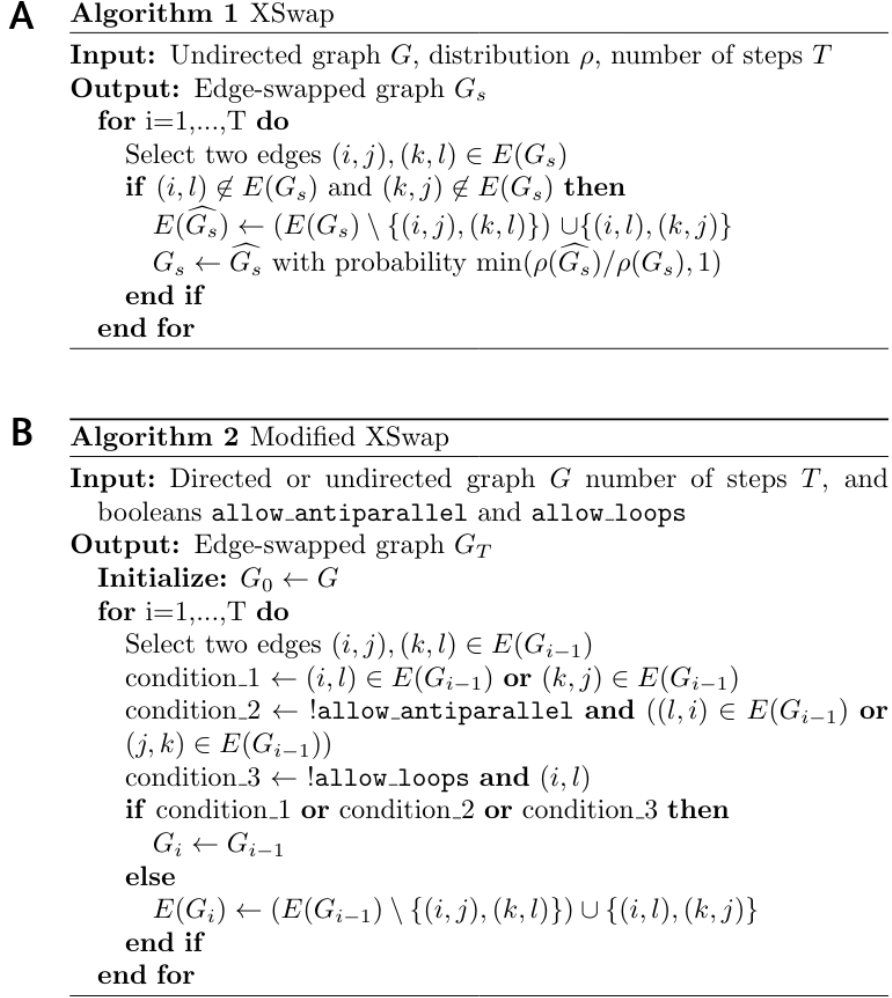 A
Algorithm 1 XSwap
Input: Undirected graph G, distribution ρ, number of steps T
Output: Edge-swapped graph G_s
for i=1,...,T do
Select two edges (i, j), (k, l) ∈ E(G_s)
if (i, l) ∉ E(G_s) and (k, j) ∉ E(G_s) then
E(Ĝ_s) ← (E(G_s) \ {(i, j), (k, l)}) ∪{(i, l), (k, j)}
G_s ← Ĝ_s with probability min(ρ(Ĝ_s)/ρ(G_s), 1)
end if
end for
B
Algorithm 2 Modified XSwap
Input: Directed or undirected graph G number of steps T, and
booleans allow_antiparallel and allow_loops
Output: Edge-swapped graph G_T
Initialize: G_0 ← G
for i=1,...,T do
Select two edges (i, j), (k, l) ∈ E(G_{i−1})
condition_1 ← (i, l) ∈ E(G_{i−1}) or (k, j) ∈ E(G_{i−1})
condition_2 ← !allow_antiparallel and ((l, i) ∈ E(G_{i−1}) or
(j, k) ∈ E(G_{i−1}))
condition_3 ← !allow_loops and (i, l)
if condition_1 or condition_2 or condition_3 then
G_i ← G_{i−1}
else
E(G_i) ← (E(G_{i−1}) \ {(i, j), (k, l)}) ∪ {(i, l), (k, j)}
end if
end for